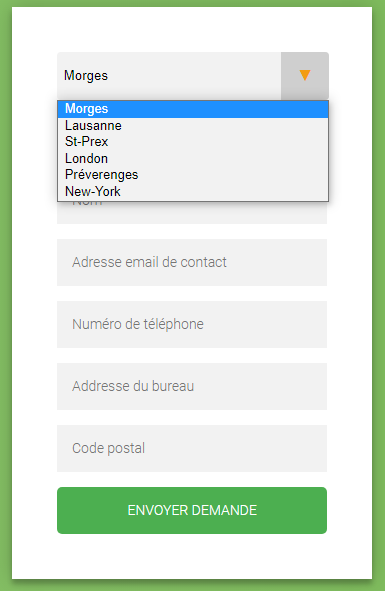 Morges
Morges
Lausanne
St-Prex
London
Préverenges
New-York
Nom
Adresse email de contact
Numéro de téléphone
Addresse du bureau
Code postal
ENVOYER DEMANDE